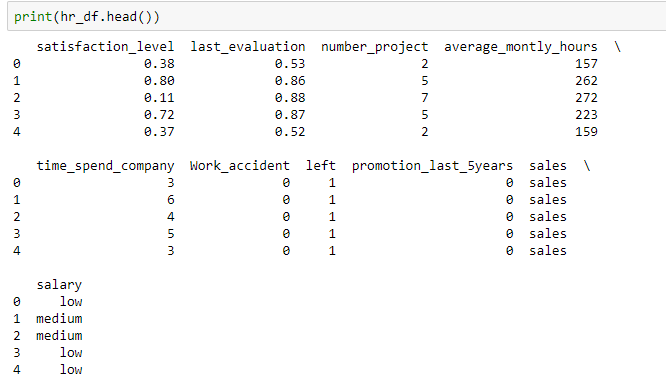 print(hr_df.head())
   satisfaction_level  last_evaluation  number_project  average_montly_hours  \
0                0.38             0.53               2                   157
1                0.80             0.86               5                   262
2                0.11             0.88               7                   272
3                0.72             0.87               5                   223
4                0.37             0.52               2                   159
   time_spend_company  Work_accident  left  promotion_last_5years  sales  \
0                   3              0     1                      0  sales
1                   6              0     1                      0  sales
2                   4              0     1                      0  sales
3                   5              0     1                      0  sales
4                   3              0     1                      0  sales
   salary
0     low
1  medium
2  medium
3     low
4     low